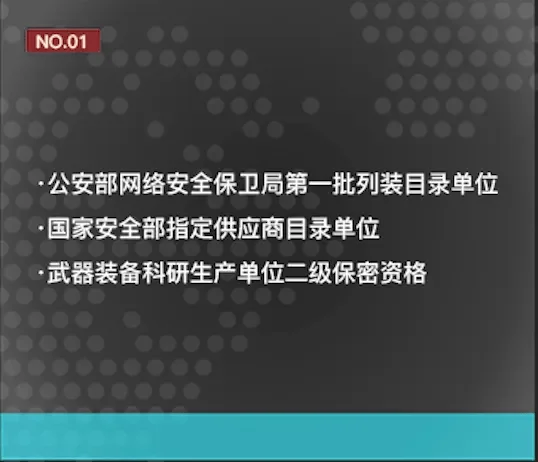 NO.01
·公安部网络安全保卫局第一批列装目录单位
·国家安全部指定供应商目录单位
·武器装备科研生产单位二级保密资格